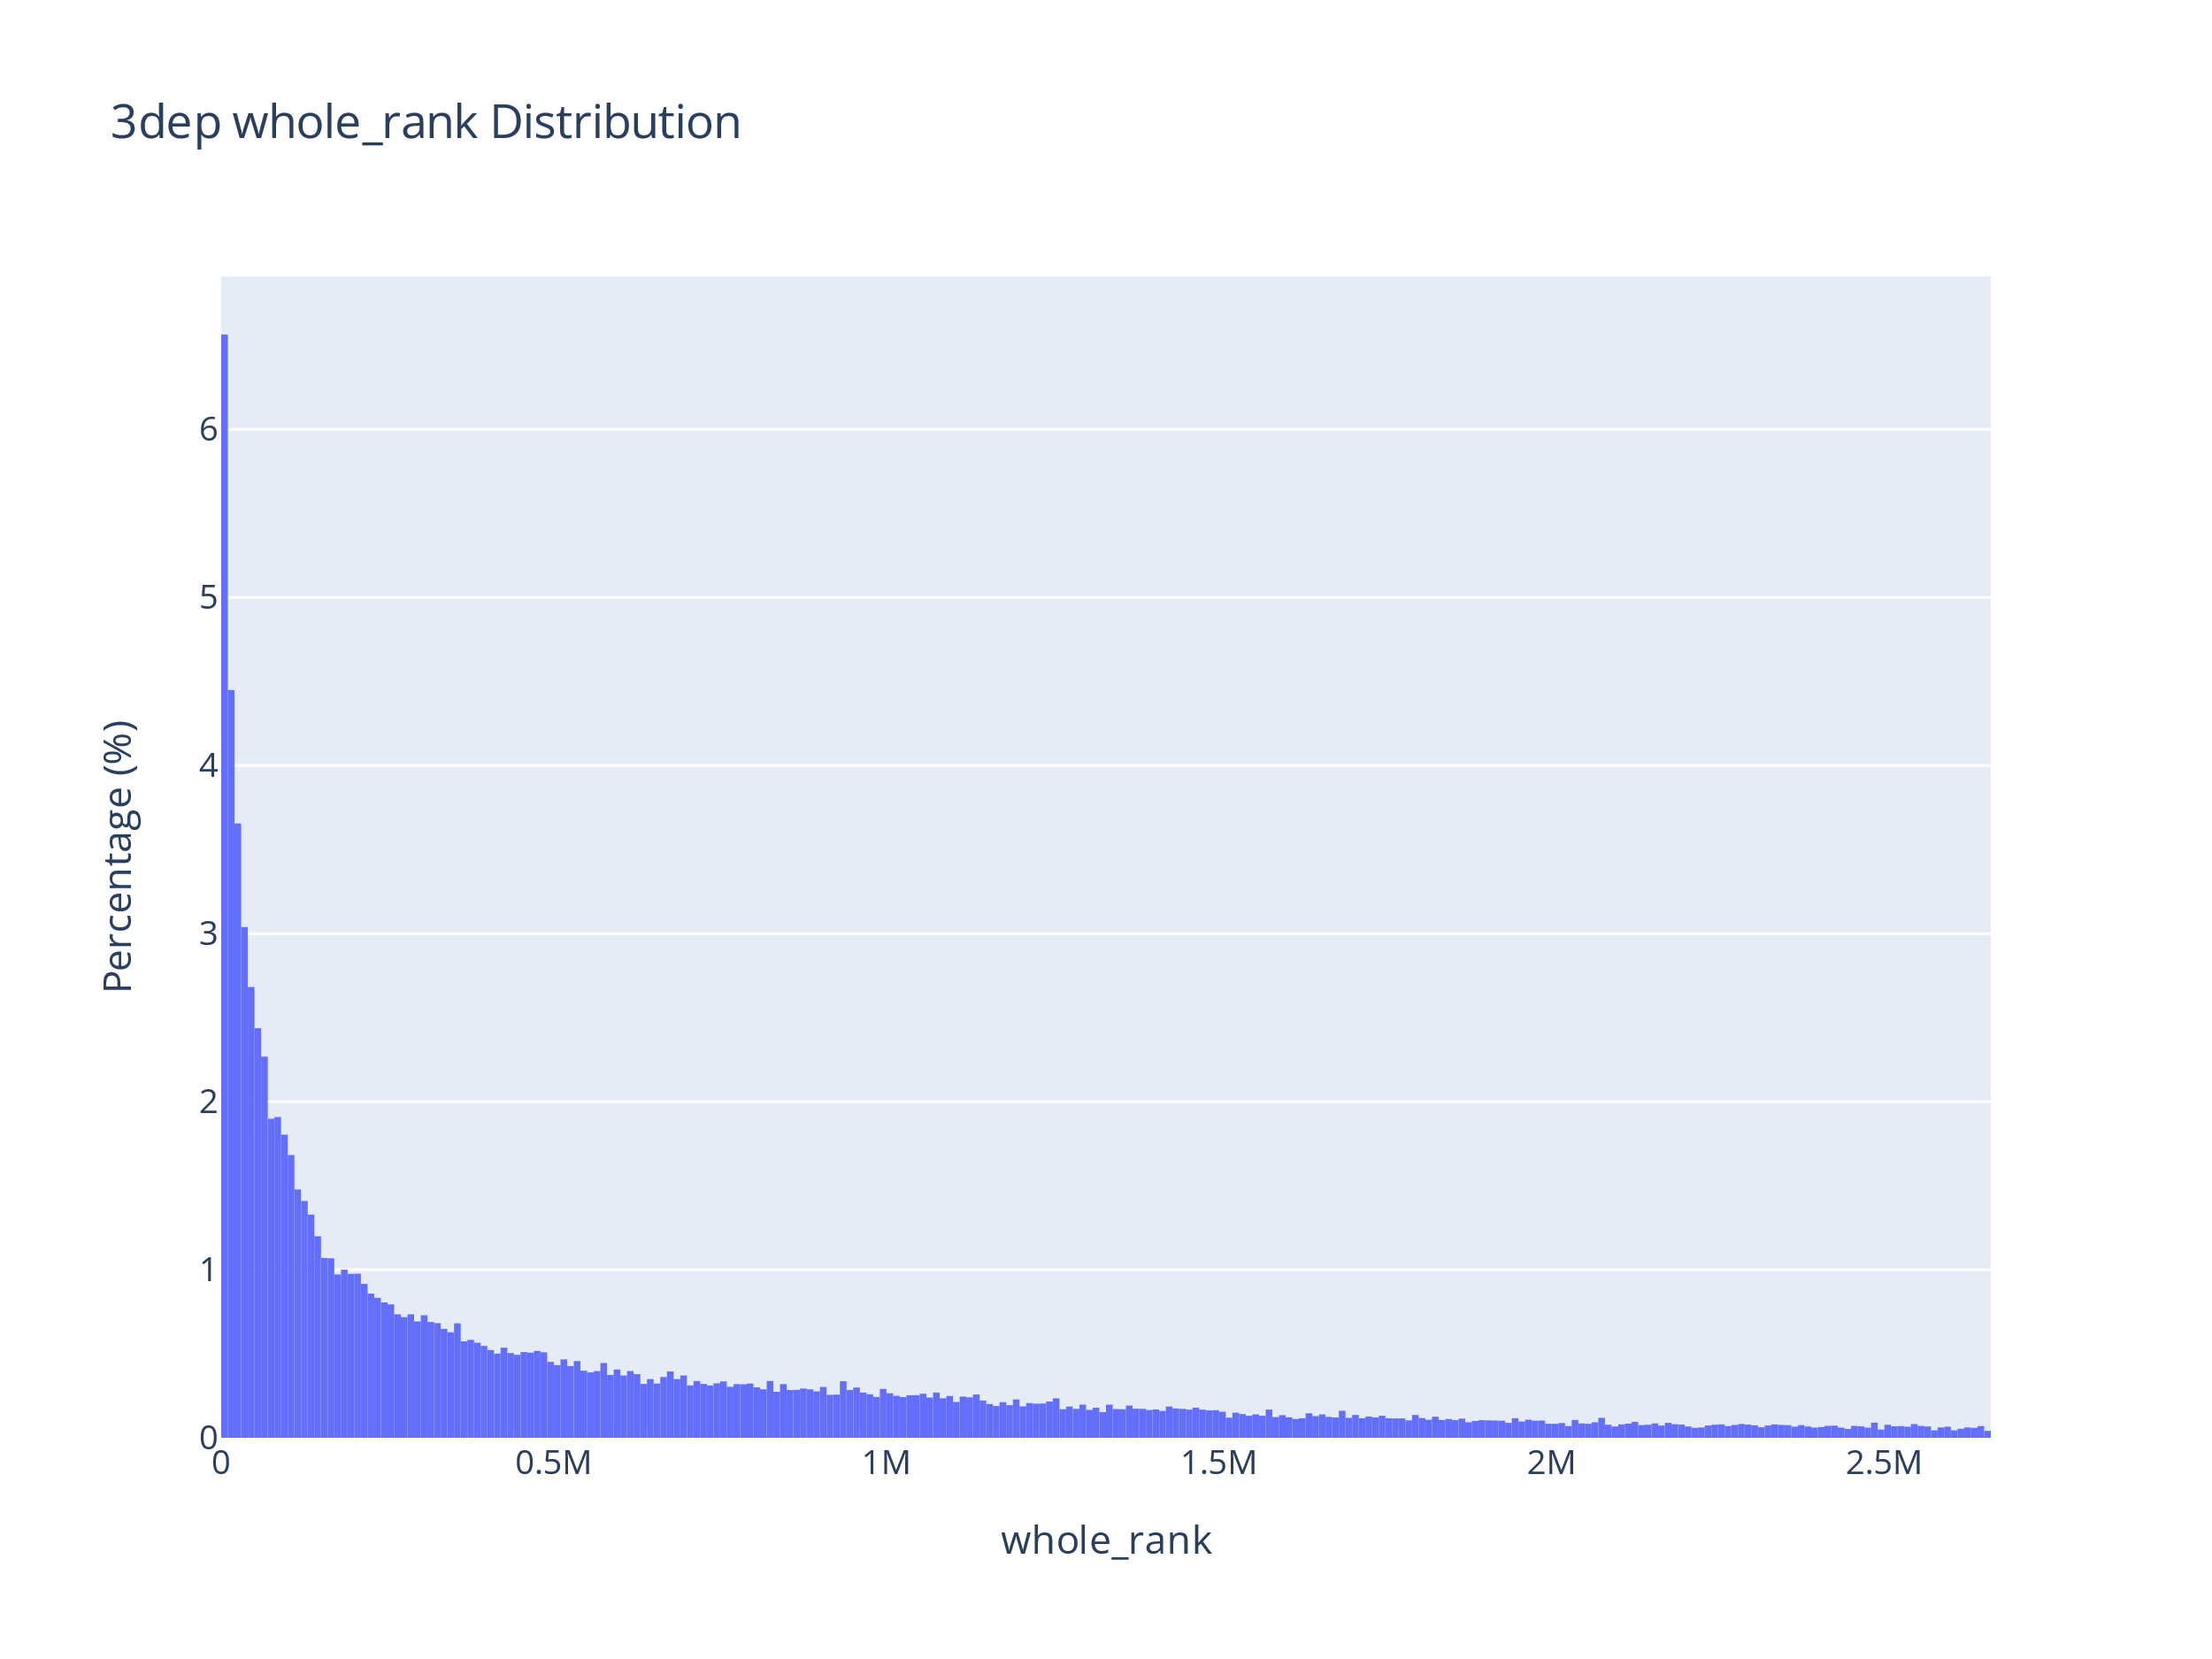 3dep whole_rank Distribution
Percentage (%)
6
5
4
3
2
1
0
0 0.5M 1M 1.5M 2M 2.5M
whole_rank